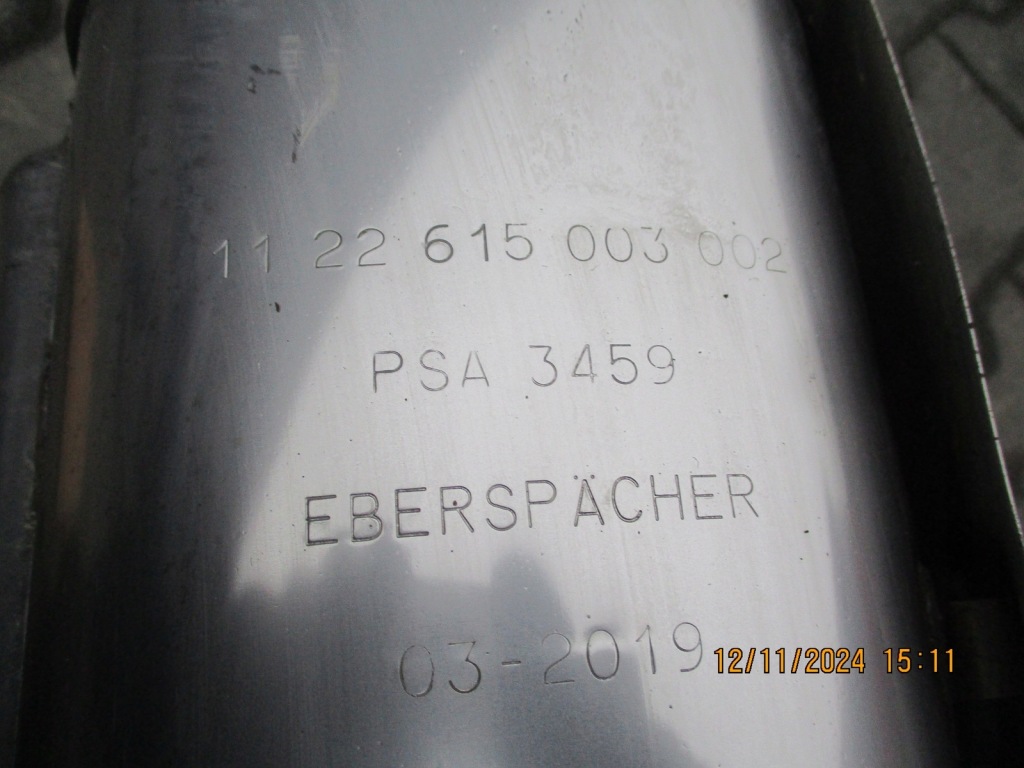 11 22 615 003 002
PSA 3459
EBERSPÄCHER
03-2019
12/11/2024 15:11